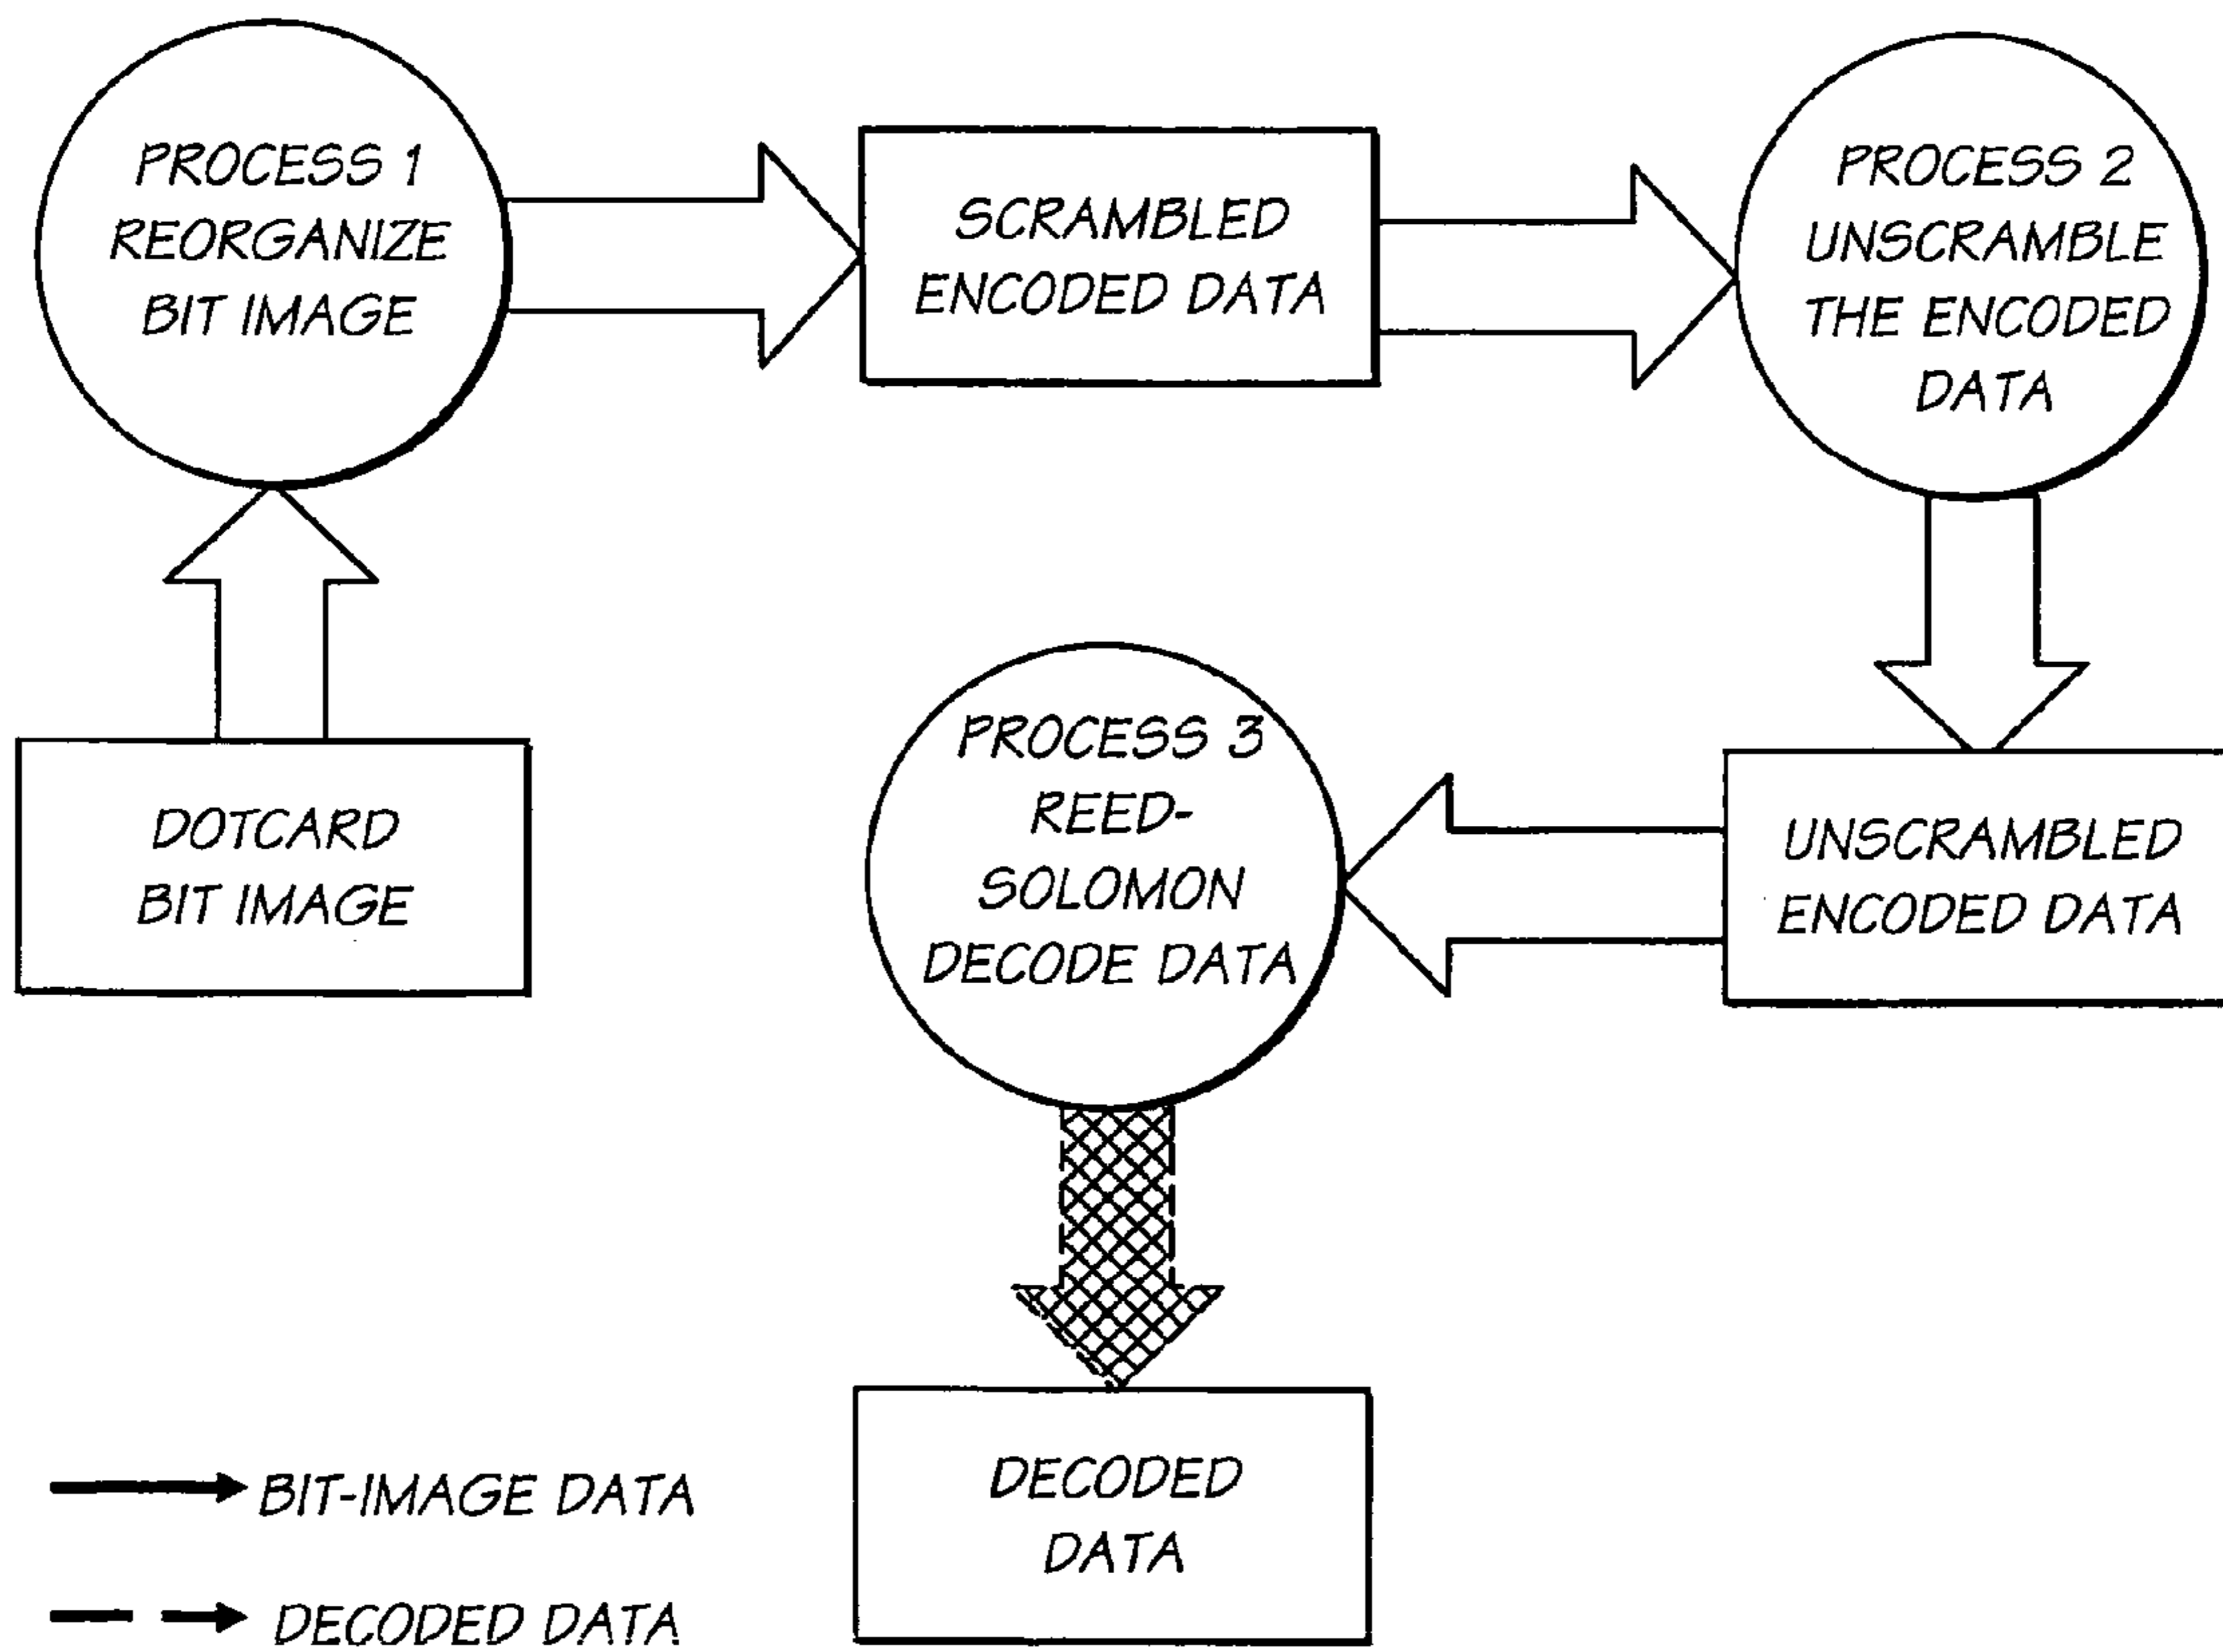 PROCESS 1
REORGANIZE
BIT IMAGE
SCRAMBLED
ENCODED DATA
PROCESS 2
UNSCRAMBLE
THE ENCODED
DATA
DOTCARD
BIT IMAGE
PROCESS 3
REED-
SOLOMON
DECODE DATA
UNSCRAMBLED
ENCODED DATA
DECODED
DATA
BIT-IMAGE DATA
DECODED DATA